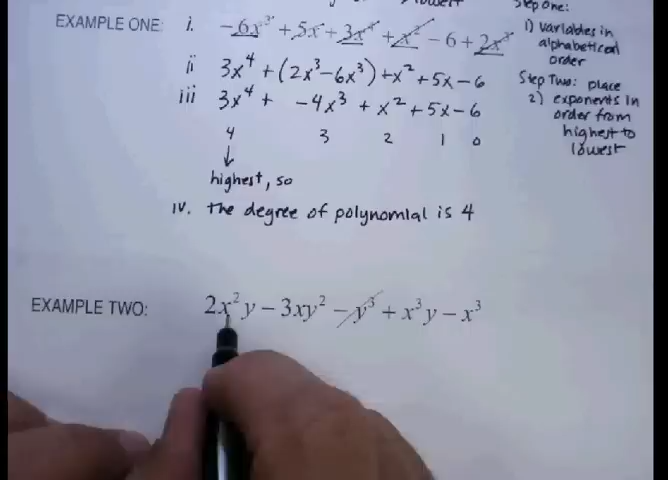 lowest
Step One:
EXAMPLE ONE: i. -6x³ + 5x + 3x⁴ + x² - 6 + 2x³
1) variables in alphabetical order
ii 3x⁴ + (2x³ - 6x³) + x² + 5x - 6
Step Two: place
iii 3x⁴ + -4x³ + x² + 5x - 6
2) exponents in order from highest to lowest
4 3 2 1 0
↓
highest, so
iv. the degree of polynomial is 4
EXAMPLE TWO: 2x²y - 3xy² - y³ + x³y - x³